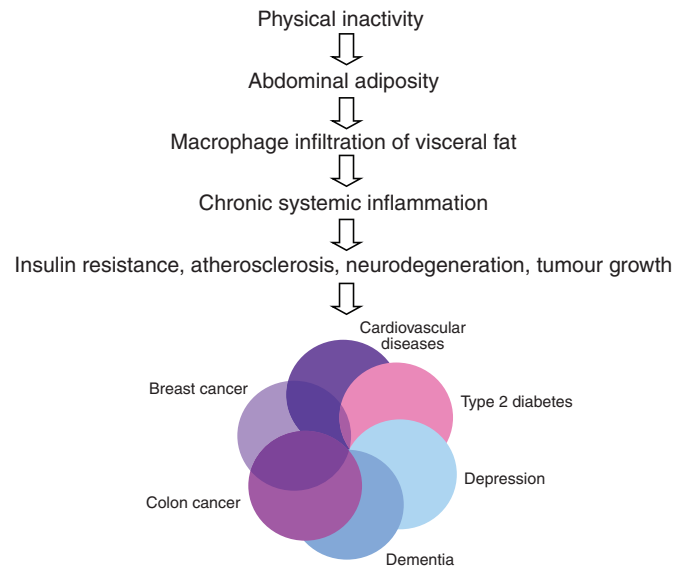 Physical inactivity
Abdominal adiposity
Macrophage infiltration of visceral fat
Chronic systemic inflammation
Insulin resistance, atherosclerosis, neurodegeneration, tumour growth
Cardiovascular
diseases
Breast cancer
Type 2 diabetes
Depression
Colon cancer
Dementia